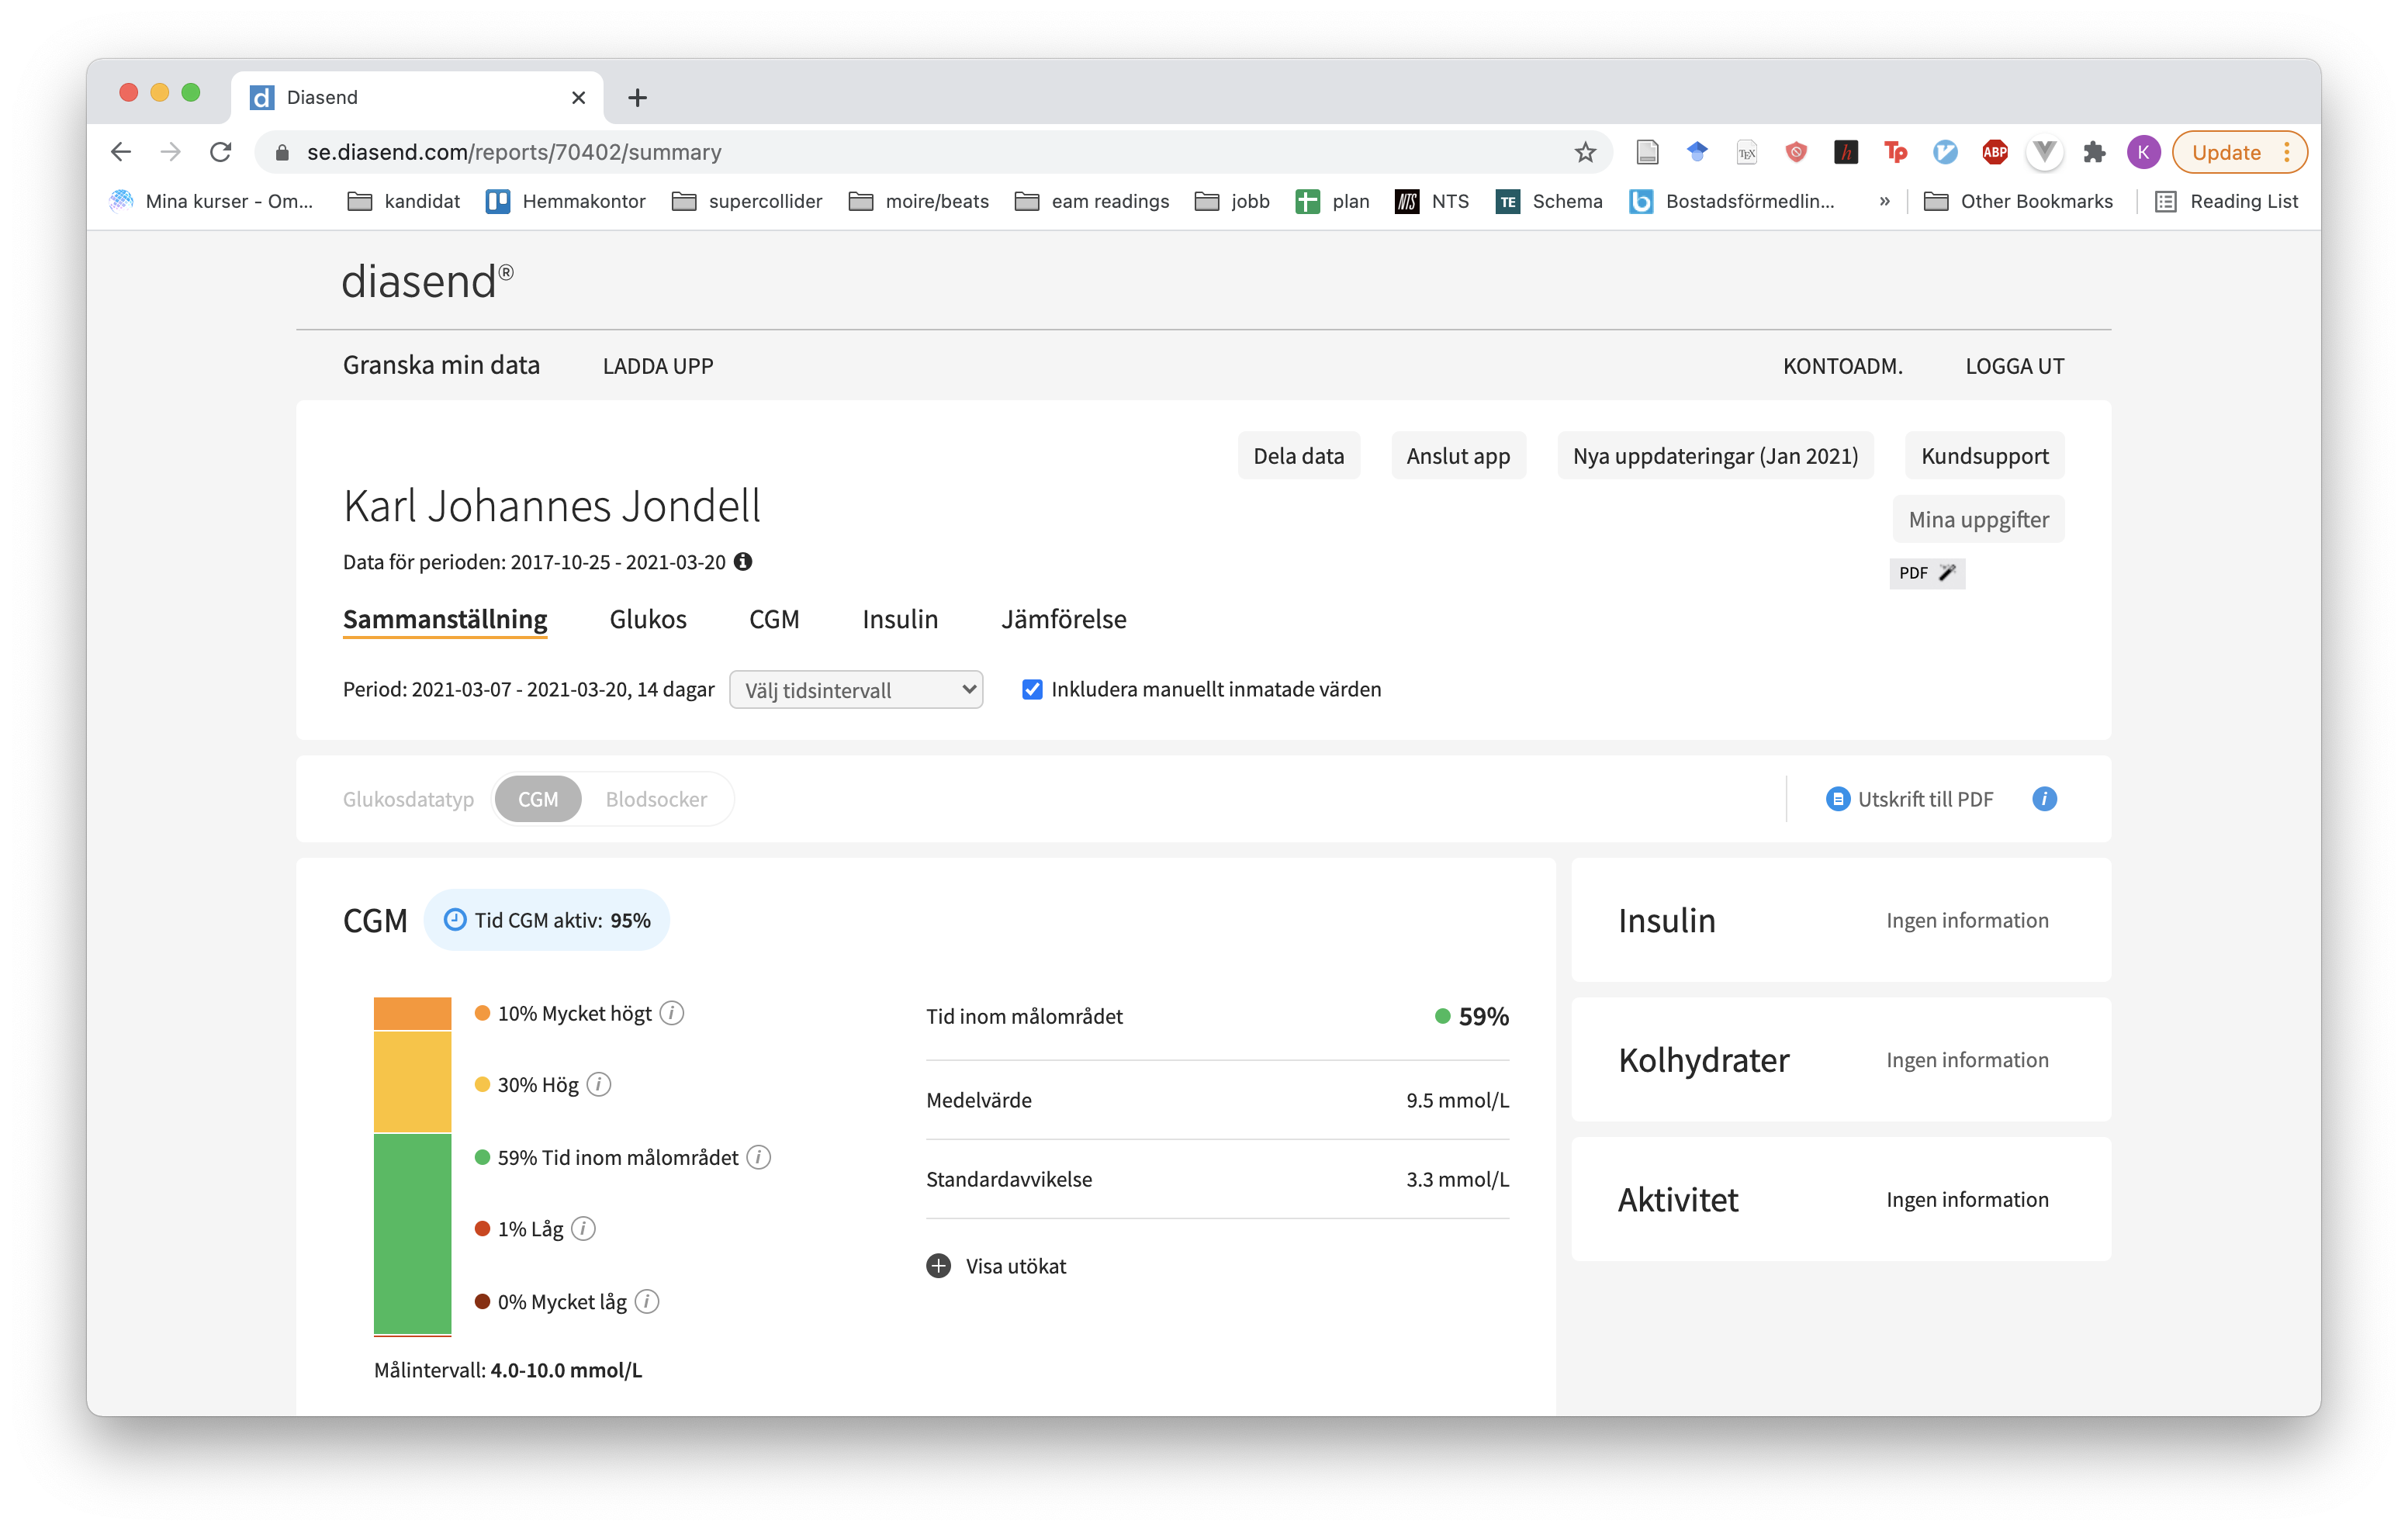 Diasend
se.diasend.com/reports/70402/summary
Update
Mina kurser - Om...
kandidat
Hemmakontor
supercollider
moire/beats
eam readings
jobb
plan
NTS
Schema
Bostadsförmedlin...
»
Other Bookmarks
Reading List
diasend®
Granska min data
LADDA UPP
KONTOADM.
LOGGA UT
Dela data
Anslut app
Nya uppdateringar (Jan 2021)
Kundsupport
Karl Johannes Jondell
Mina uppgifter
Data för perioden: 2017-10-25 - 2021-03-20
PDF
Sammanställning
Glukos
CGM
Insulin
Jämförelse
Period: 2021-03-07 - 2021-03-20, 14 dagar
Välj tidsintervall
Inkludera manuellt inmatade värden
Glukosdatatyp
CGM
Blodsocker
Utskrift till PDF
CGM
Tid CGM aktiv: 95%
10% Mycket högt
30% Hög
59% Tid inom målområdet
1% Låg
0% Mycket låg
Målintervall: 4.0-10.0 mmol/L
Tid inom målområdet 59%
Medelvärde 9.5 mmol/L
Standardavvikelse 3.3 mmol/L
Visa utökat
Insulin Ingen information
Kolhydrater Ingen information
Aktivitet Ingen information